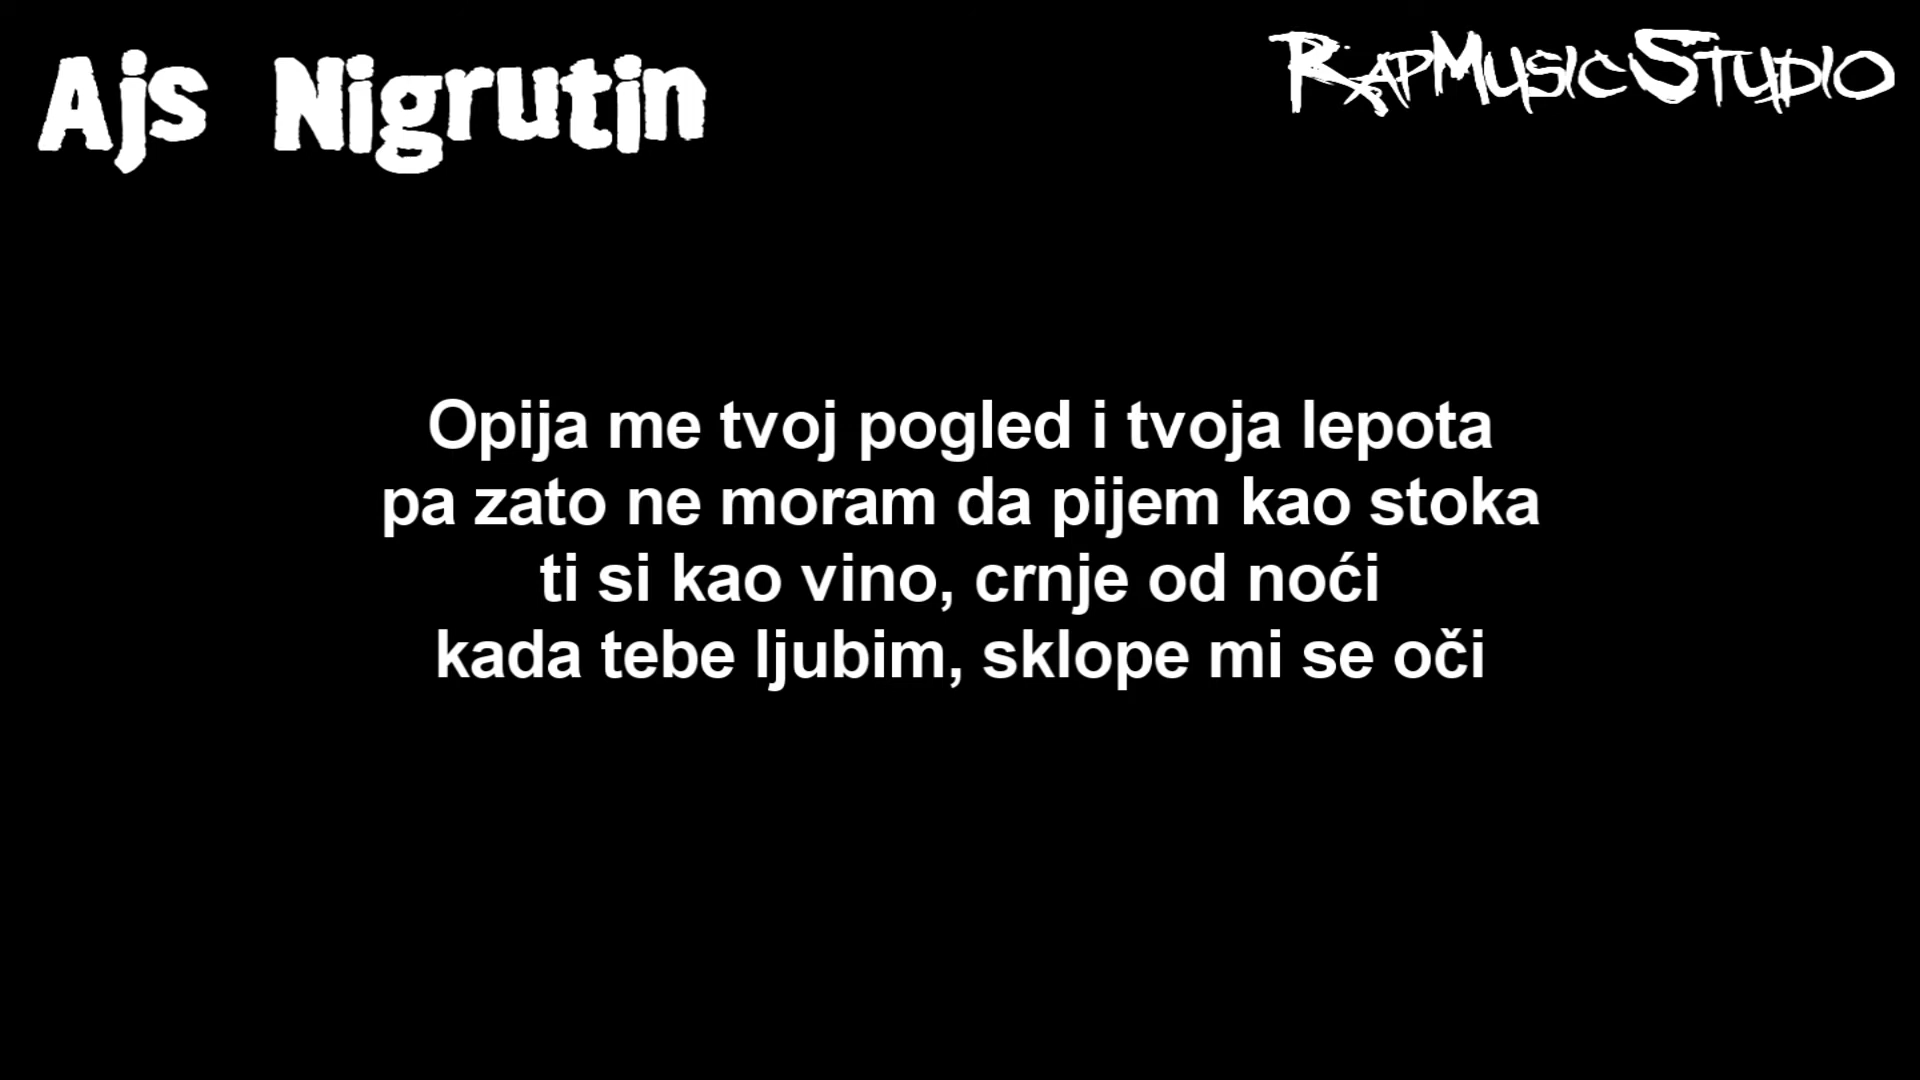 Ajs Nigrutin
RapMusicStudio
Opija me tvoj pogled i tvoja lepota
pa zato ne moram da pijem kao stoka
ti si kao vino, crnje od noći
kada tebe ljubim, sklope mi se oči